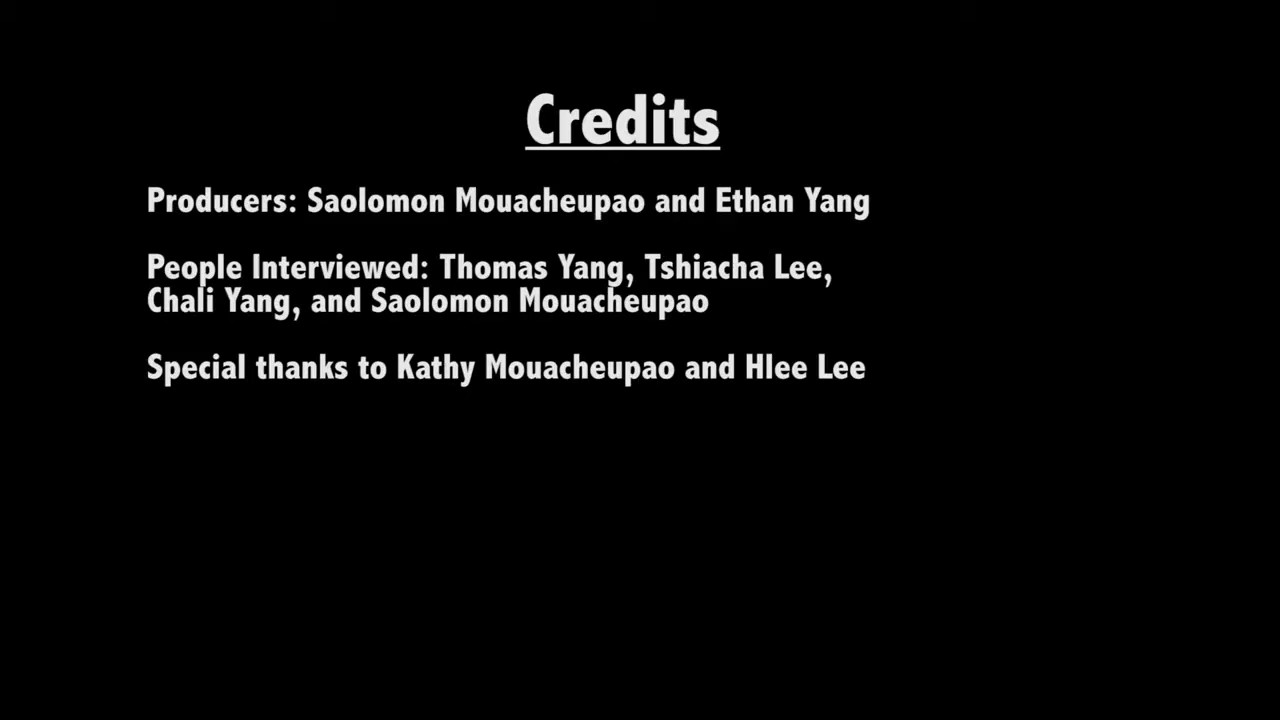 Credits
Producers: Saolomon Mouacheupao and Ethan Yang
People Interviewed: Thomas Yang, Tshiacha Lee,
Chali Yang, and Saolomon Mouacheupao
Special thanks to Kathy Mouacheupao and Hlee Lee